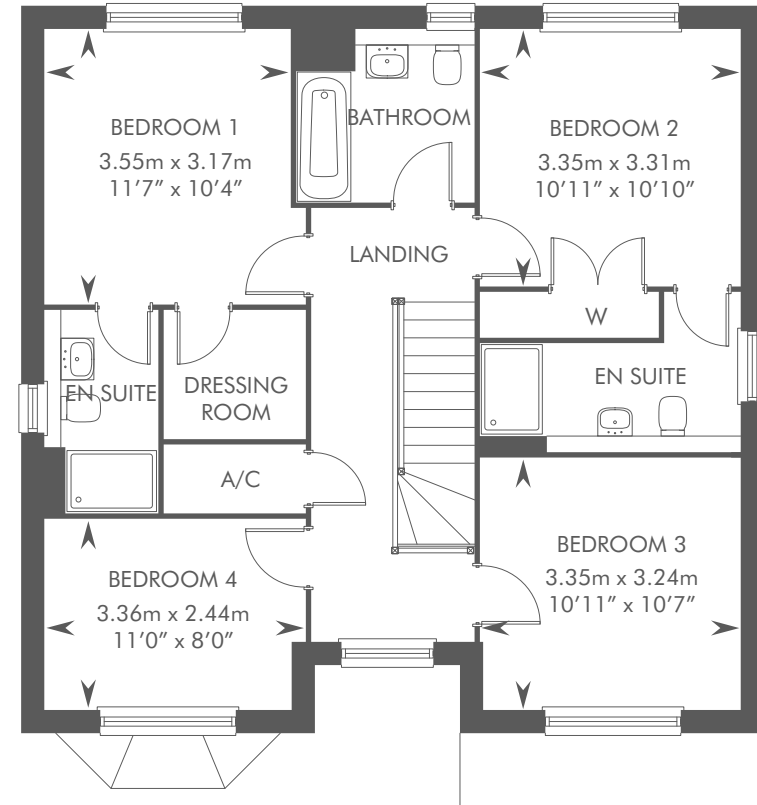 BEDROOM 1
3.55m x 3.17m
11’7” x 10’4”
BATHROOM
BEDROOM 2
3.35m x 3.31m
10’11” x 10’10”
LANDING
W
EN SUITE
DRESSING
ROOM
EN SUITE
A/C
BEDROOM 3
3.35m x 3.24m
10’11” x 10’7”
BEDROOM 4
3.36m x 2.44m
11’0” x 8’0”